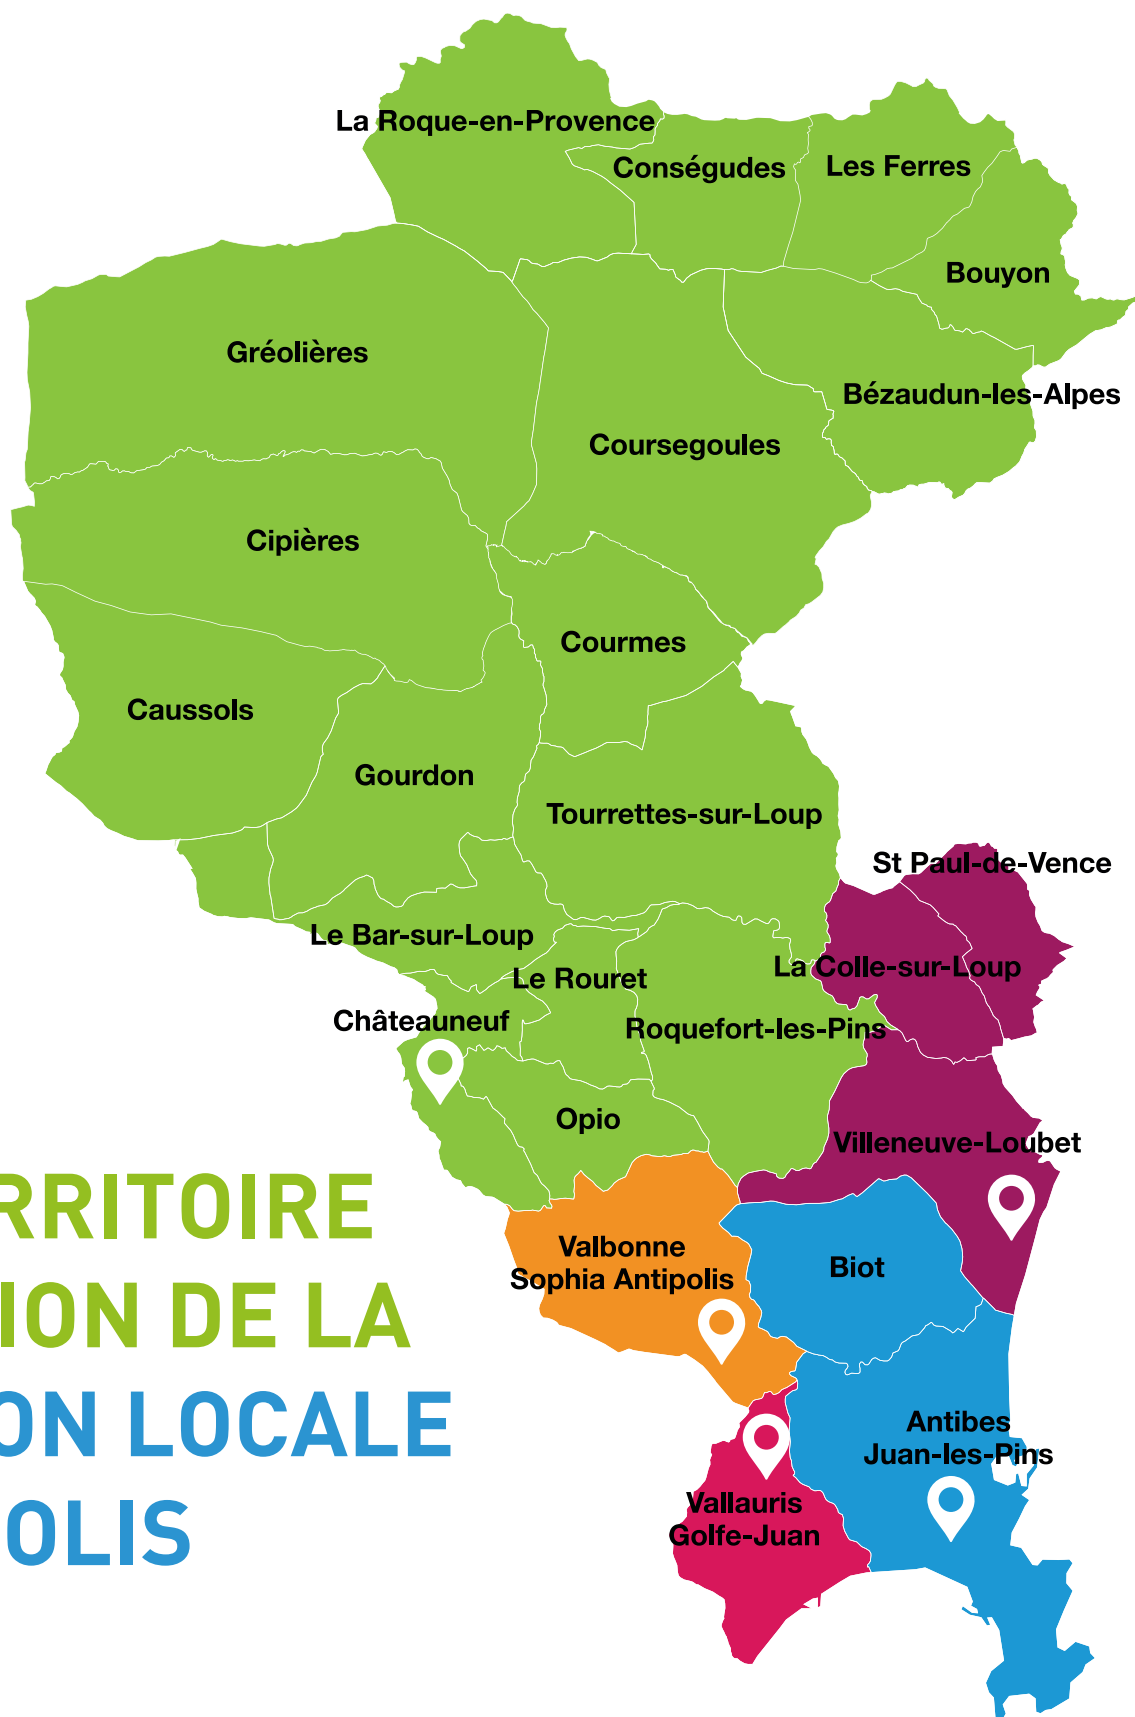 La Roque-en-Provence
Conségudes
Les Ferres
Bouyon
Gréolières
Bézaudun-les-Alpes
Coursegoules
Cipières
Courmes
Caussols
Gourdon
Tourrettes-sur-Loup
St Paul-de-Vence
Le Bar-sur-Loup
La Colle-sur-Loup
Le Rouret
Châteauneuf
Roquefort-les-Pins
Opio
Villeneuve-Loubet
RRITOIRE
Valbonne
Sophia Antipolis
Biot
ION DE LA
ON LOCALE
Antibes
Juan-les-Pins
Vallauris
Golfe-Juan
OLIS